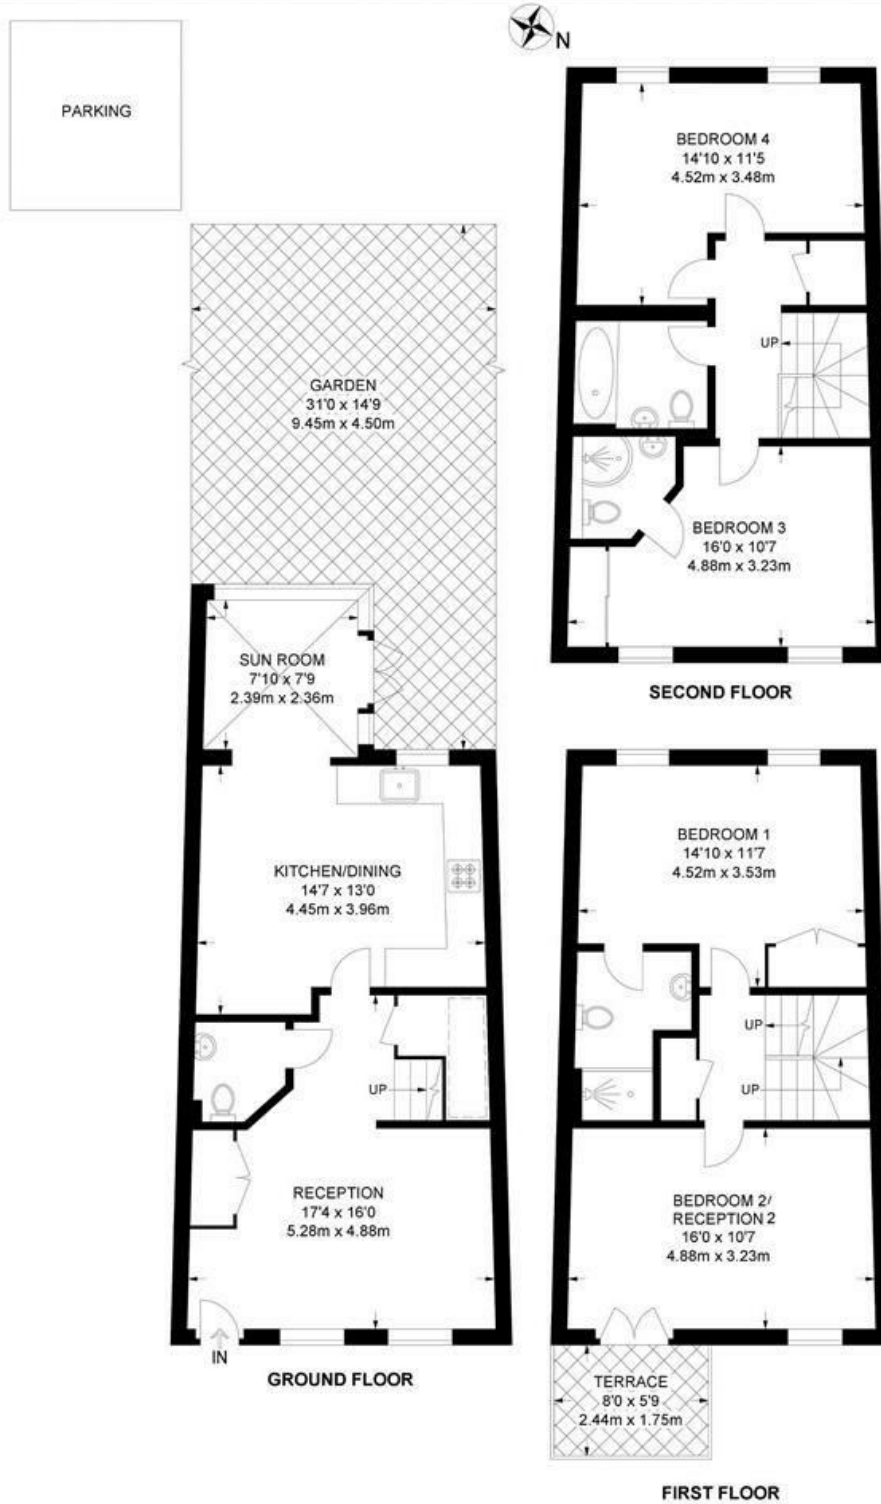 PARKING
N
BEDROOM 4
14'10 x 11'5
4.52m x 3.48m
UP
BEDROOM 3
16'0 x 10'7
4.88m x 3.23m
SECOND FLOOR
GARDEN
31'0 x 14'9
9.45m x 4.50m
SUN ROOM
7'10 x 7'9
2.39m x 2.36m
KITCHEN/DINING
14'7 x 13'0
4.45m x 3.96m
UP
RECEPTION
17'4 x 16'0
5.28m x 4.88m
IN
GROUND FLOOR
BEDROOM 1
14'10 x 11'7
4.52m x 3.53m
UP
UP
BEDROOM 2/
RECEPTION 2
16'0 x 10'7
4.88m x 3.23m
TERRACE
8'0 x 5'9
2.44m x 1.75m
FIRST FLOOR